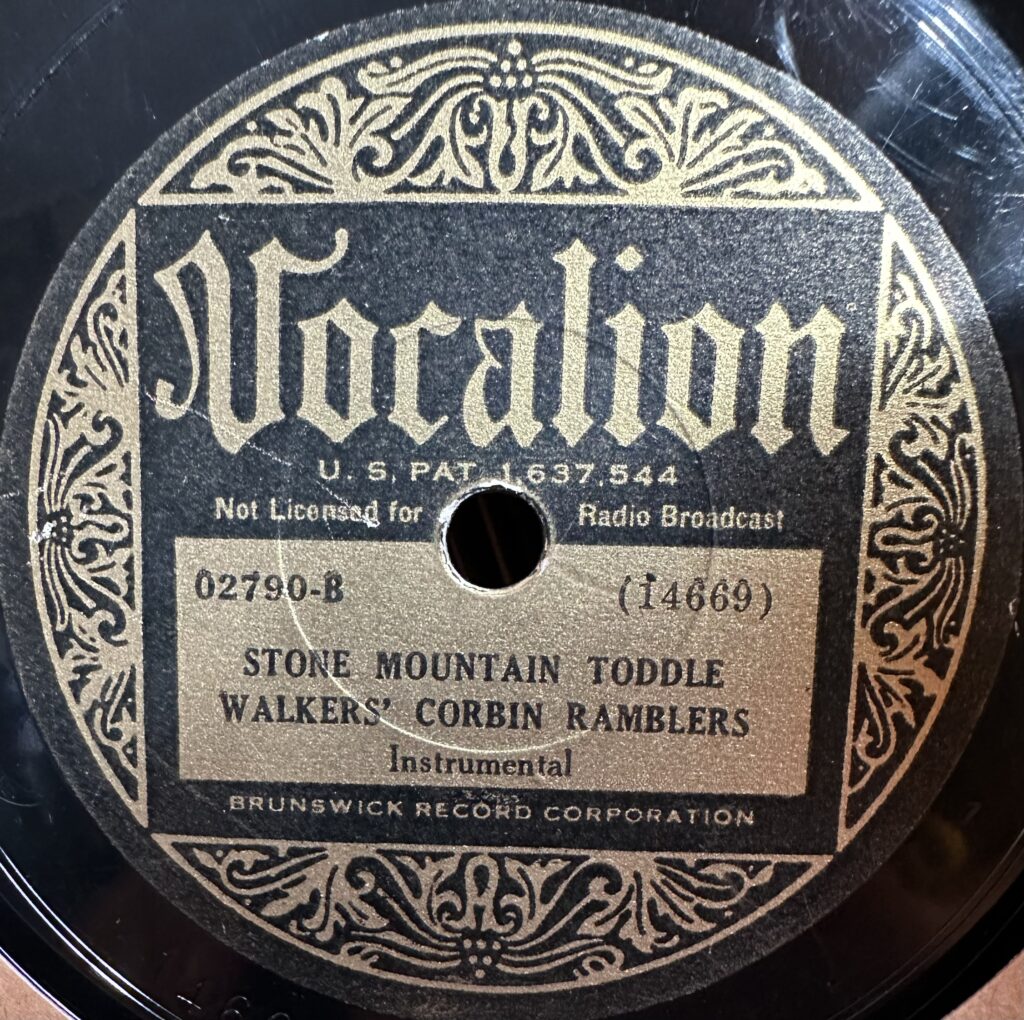 Vocalion
U. S. PAT. 1,637,544
Not Licensed for Radio Broadcast
02790-B (14669)
STONE MOUNTAIN TODDLE
WALKERS' CORBIN RAMBLERS
Instrumental
BRUNSWICK RECORD CORPORATION